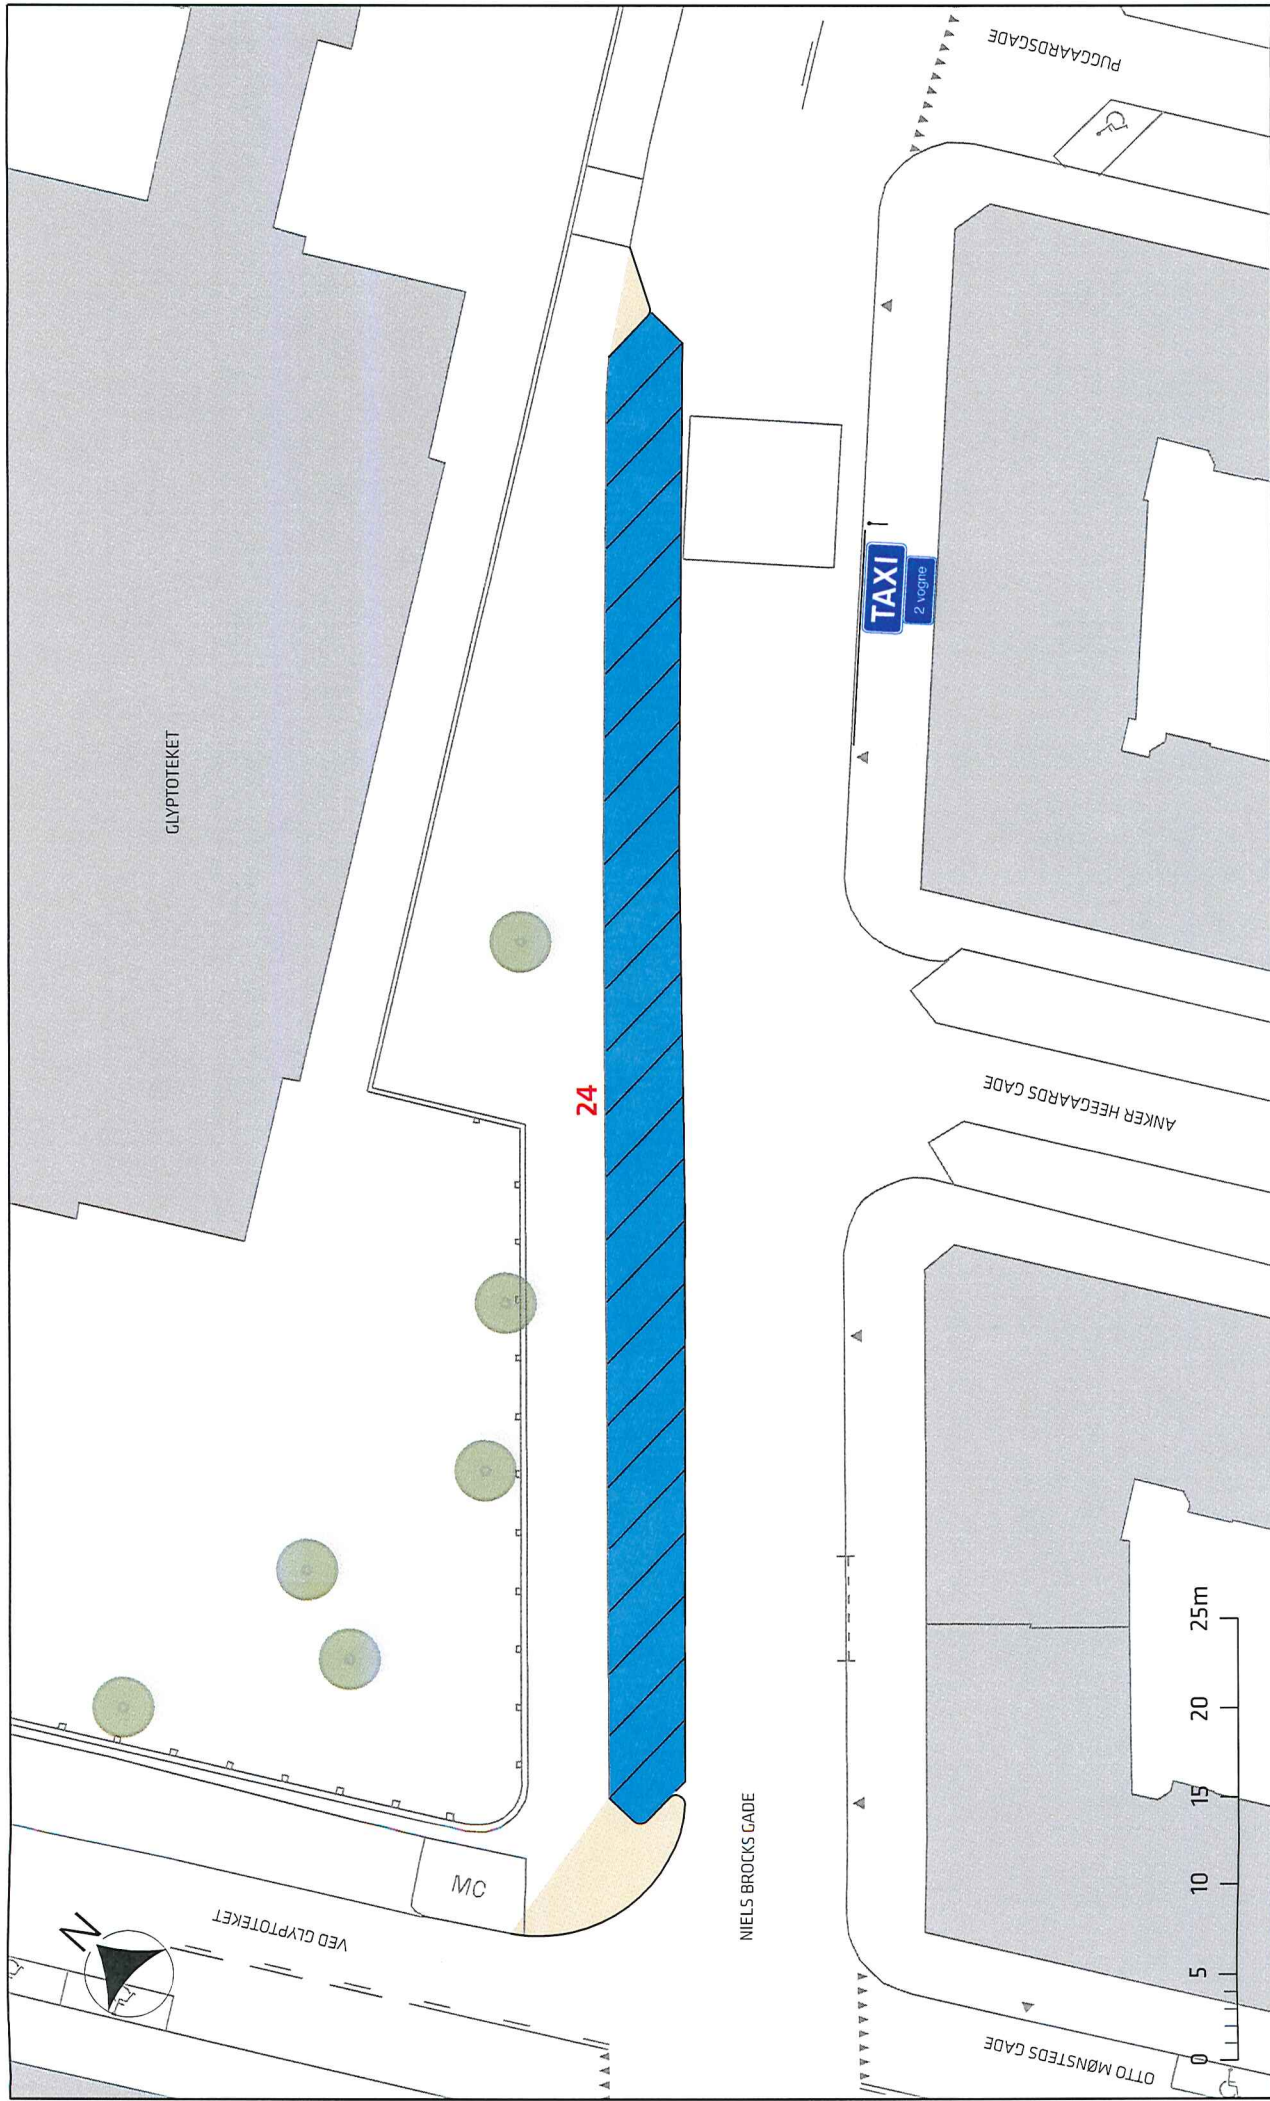 PUGGAARDSGADE
GLYPTOTEKET
TAXI
2 vogne
24
ANKER HEEGAARDS GADE
MC
NIELS BROCKS GADE
VED GLYPTOTEKET
N
OTTO MØNSTEDS GADE
0 5 10 15 20 25m